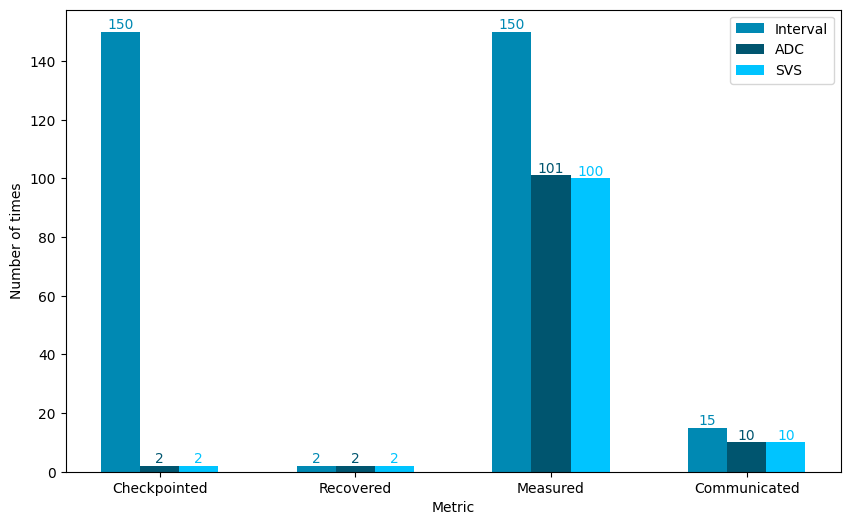 150
150
Interval
ADC
SVS
140
120
100
80
60
40
20
0
Number of times
101
100
2
2
2
2
2
15
10
10
Checkpointed
Recovered
Measured
Communicated
Metric